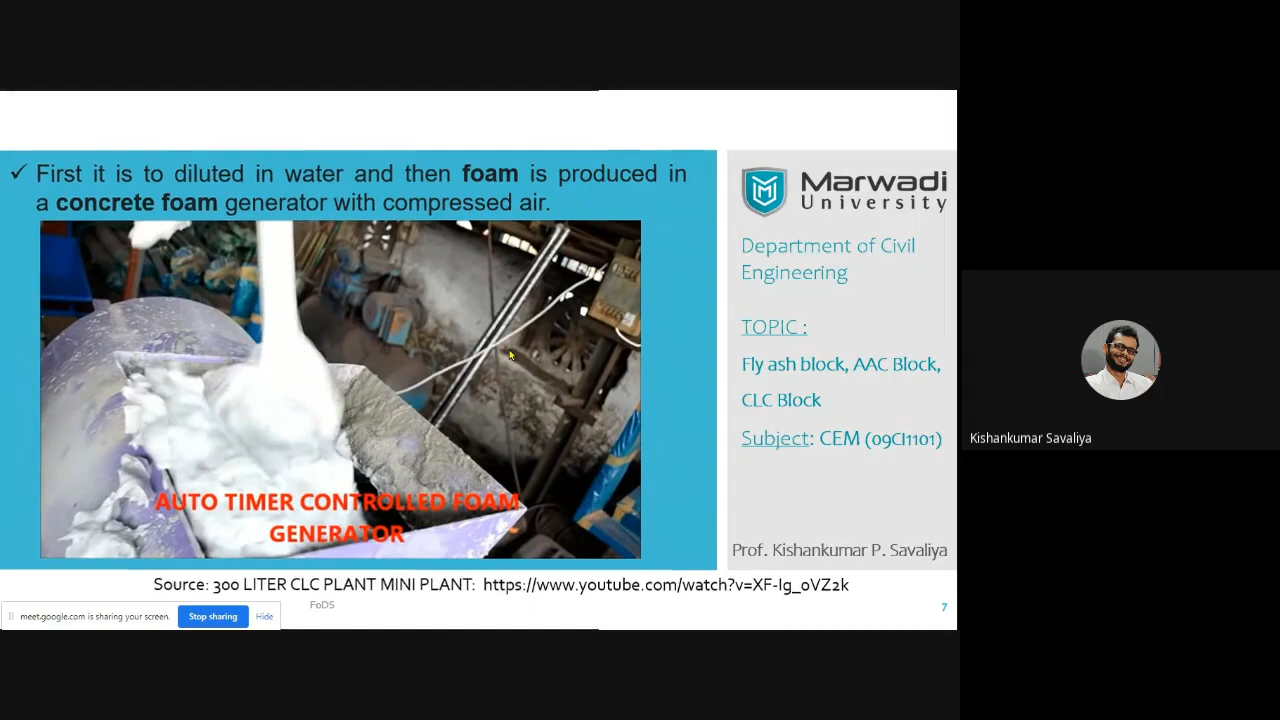 ✓ First it is to diluted in water and then foam is produced in
a concrete foam generator with compressed air.
AUTO TIMER CONTROLLED FOAM
GENERATOR
Marwadi
University
Department of Civil
Engineering
TOPIC :
Fly ash block, AAC Block,
CLC Block
Subject: CEM (09CI1101)
Prof. Kishankumar P. Savaliya
Source: 300 LITER CLC PLANT MINI PLANT: https://www.youtube.com/watch?v=XF-lg_oVZ2k
FoDS
7
meet.google.com is sharing your screen.
Stop sharing
Hide
Kishankumar Savaliya